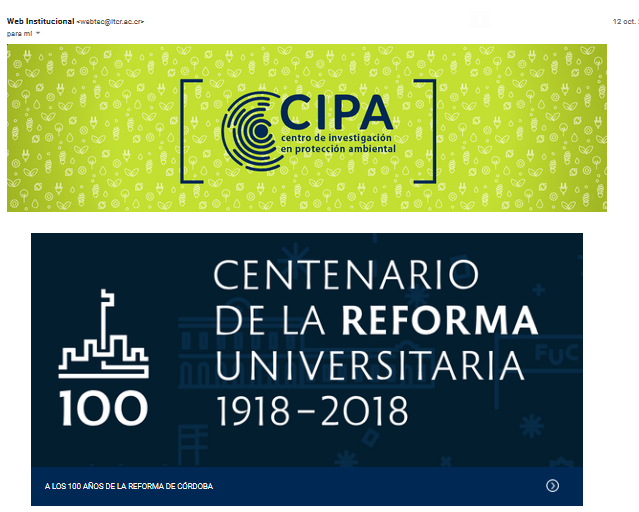 Web Institucional <webtec@itcr.ac.cr>
12 oct.
para mí
CIPA
centro de investigación
en protección ambiental
CENTENARIO
DE LA REFORMA
UNIVERSITARIA
1918-2018
100
FUC
A LOS 100 AÑOS DE LA REFORMA DE CÓRDOBA